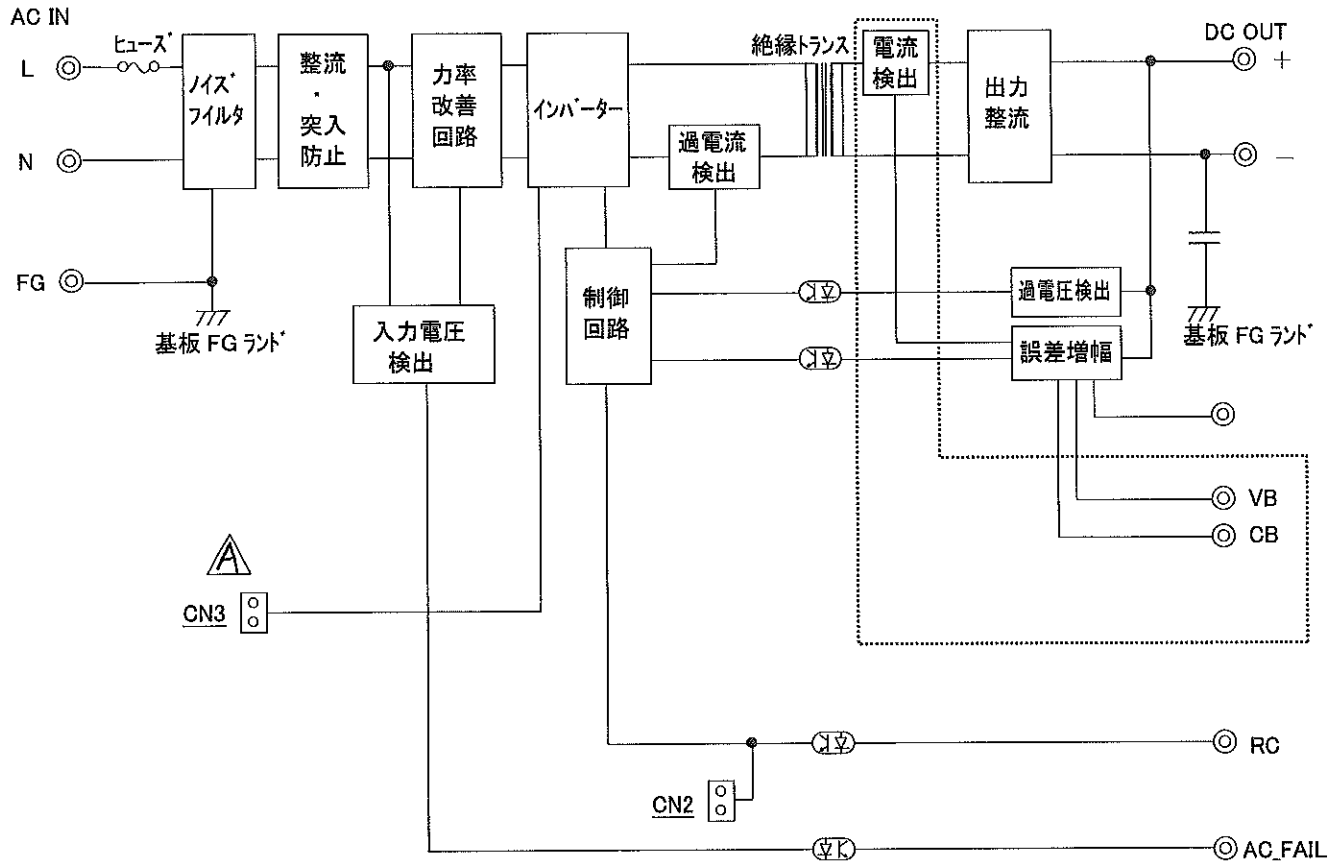 AC IN
L
ヒューズ
ノイズ
フィルタ
整流
・
突入
防止
力率
改善
回路
インバーター
過電流
検出
絶縁トランス
電流
検出
出力
整流
DC OUT
+
N
−
FG
基板 FG ランド
入力電圧
検出
制御
回路
過電圧検出
誤差増幅
基板 FG ランド
VB
CB
A
CN3
RC
CN2
AC_FAIL